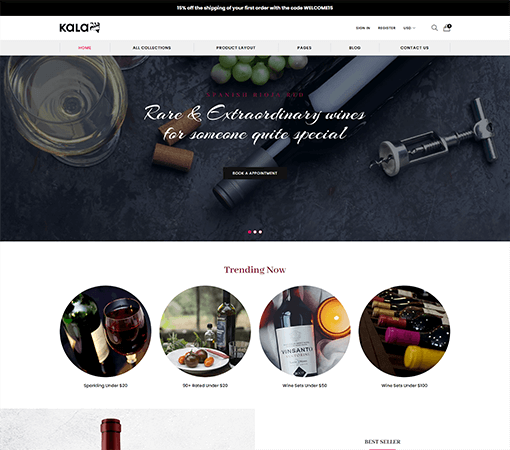 15% off the shipping of your first order with the code WELCOME15
KALA
SIGN IN REGISTER USD
0
HOME ALL COLLECTIONS PRODUCT LAYOUT PAGES BLOG CONTACT US
Rare & Extraordinary wines
for someone quite special
BOOK A APPOINTMENT
Trending Now
VINSANTO
Sparkling Under $20 90+ Rated Under $20 Wine Sets Under $50 Wine Sets Under $100
BEST SELLER